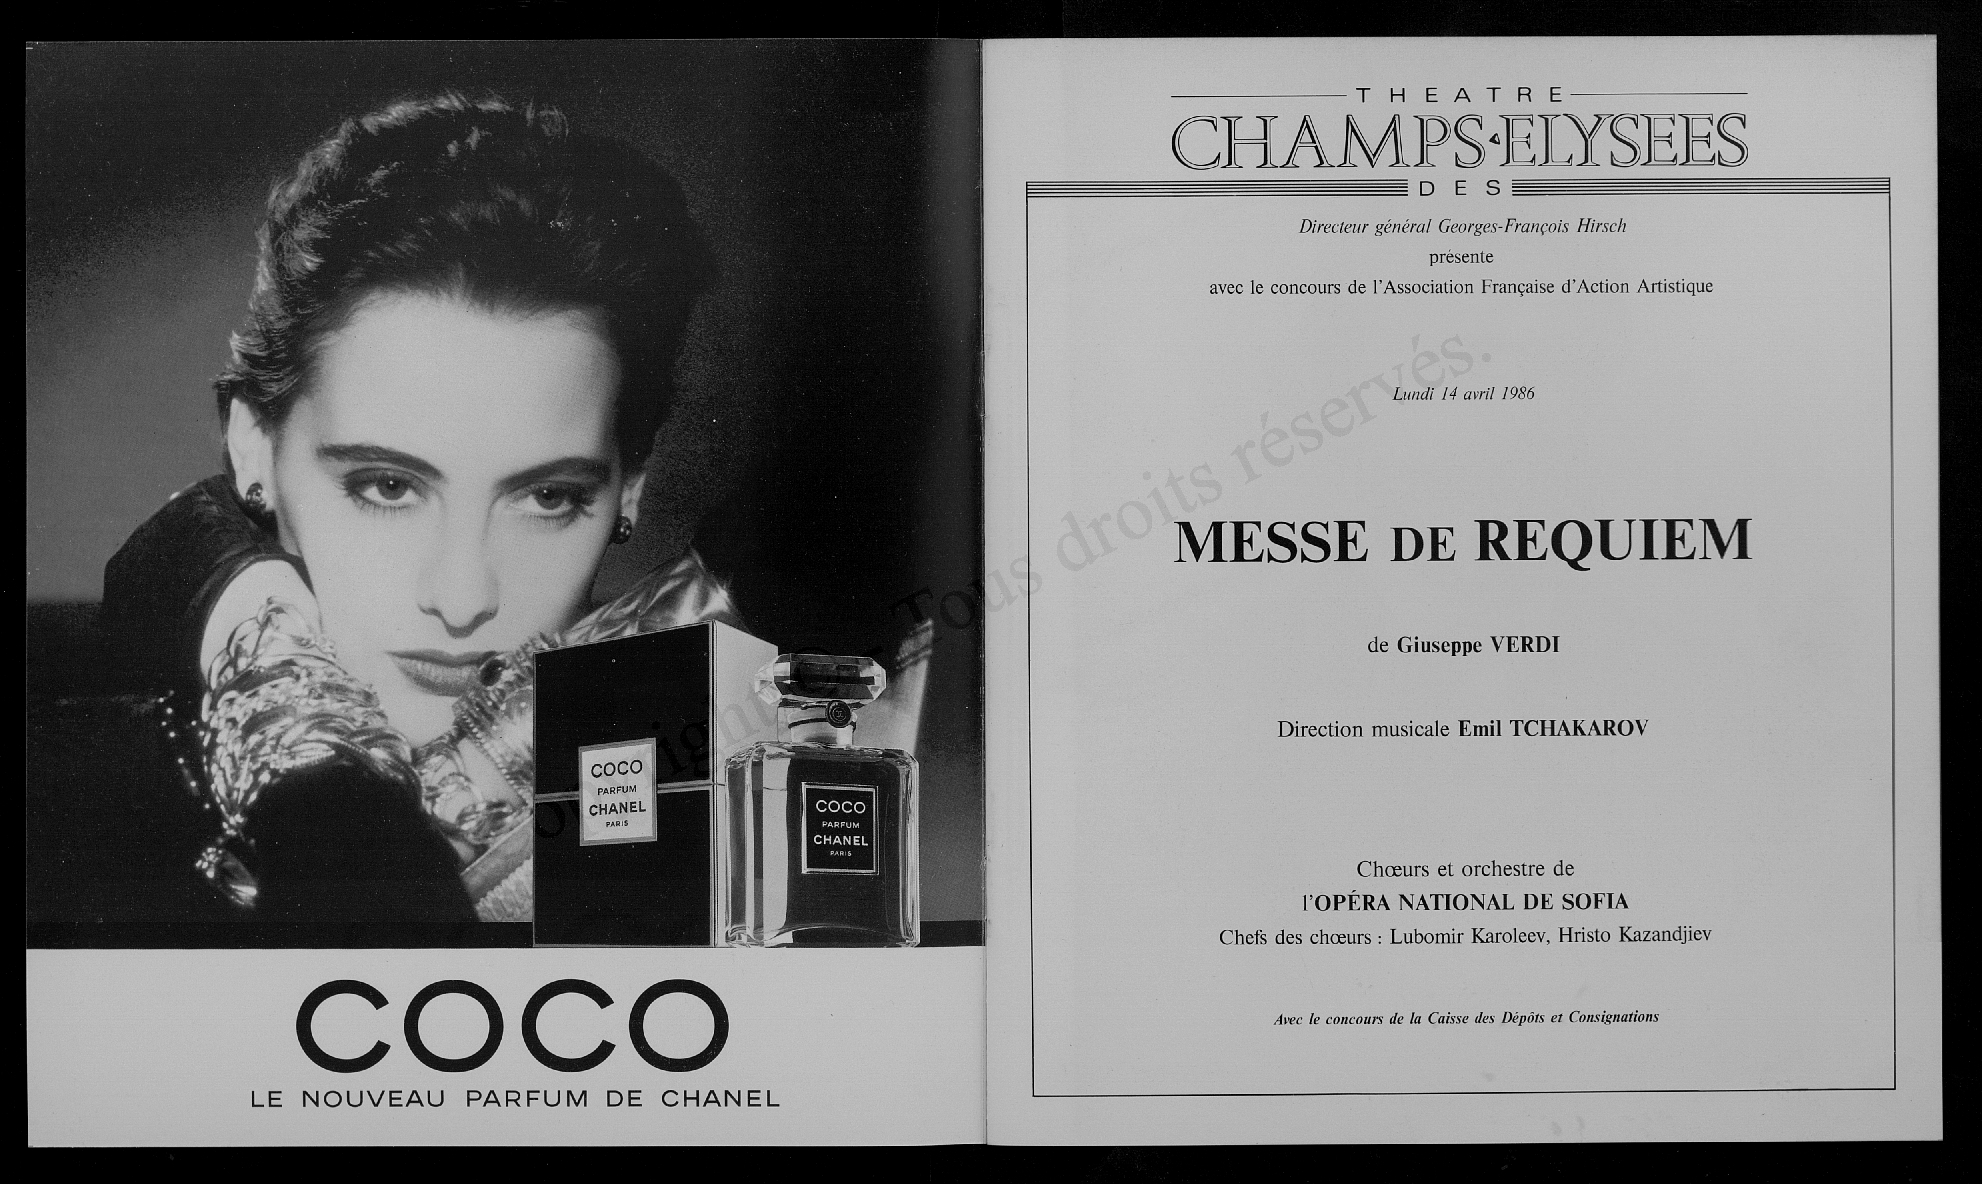 COCO
PARFUM
CHANEL
PARIS
COCO
PARFUM
CHANEL
PARIS
COCO
LE NOUVEAU PARFUM DE CHANEL
THEATRE
CHAMPS-ELYSEES
DES
Directeur général Georges-François Hirsch
présente
avec le concours de l'Association Française d'Action Artistique
Lundi 14 avril 1986
MESSE DE REQUIEM
de Giuseppe VERDI
Direction musicale Emil TCHAKAROV
Chœurs et orchestre de
l'OPÉRA NATIONAL DE SOFIA
Chefs des chœurs : Lubomir Karoleev, Hristo Kazandjiev
Avec le concours de la Caisse des Dépôts et Consignations
Tous droits réservés.